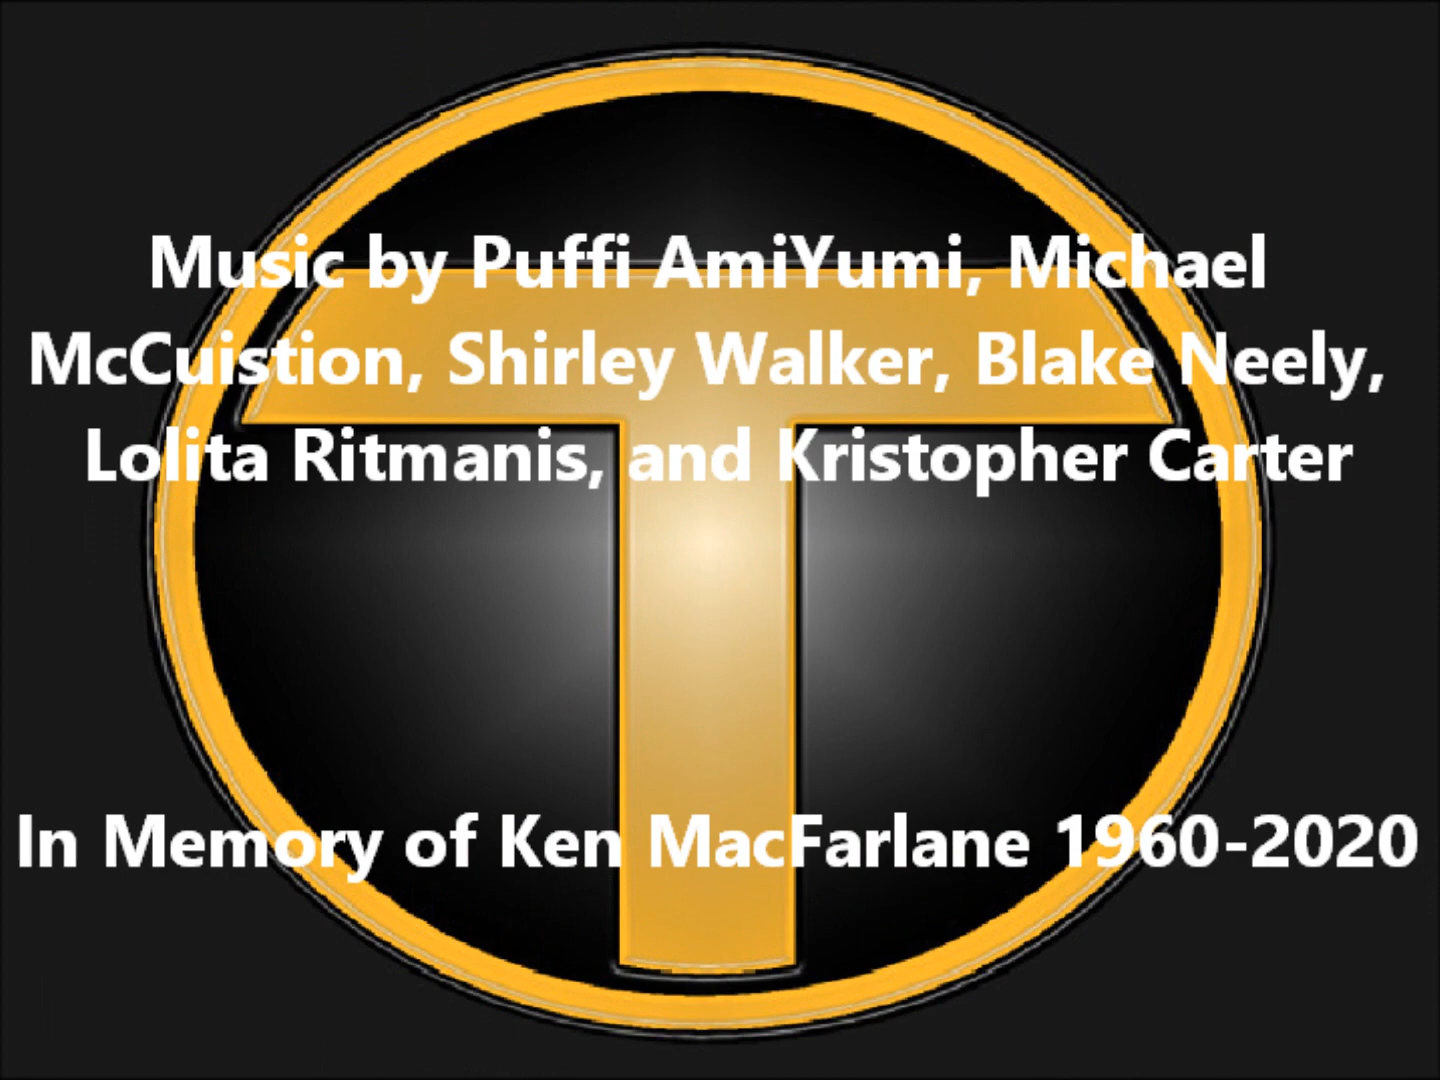 Music by Puffi AmiYumi, Michael
McCuistion, Shirley Walker, Blake Neely,
Lolita Ritmanis, and Kristopher Carter
In Memory of Ken MacFarlane 1960-2020